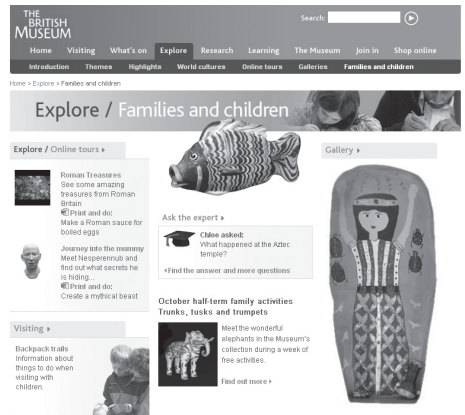 THE
BRITISH
MUSEUM
Search:
Home Visiting What's on Explore Research Learning The Museum Join in Shop online
Introduction Themes Highlights World cultures Online tours Galleries Families and children
Home > Explore > Families and children
Explore / Families and children
Explore / Online tours
Roman Treasures
See some amazing
treasures from Roman
Britain
Print and do:
Make a Roman sauce for
boiled eggs
Journey into the mummy
Meet Nesperennub and
find out what secrets he
is hiding...
Print and do:
Create a mythical beast
Visiting
Backpack trails
Information about
things to do when
visiting with
children.
Ask the expert
Chloe asked:
What happened at the Aztec
temple?
Find the answer and more questions
October half-term family activities
Trunks, tusks and trumpets
Meet the wonderful
elephants in the Museum's
collection during a week of
free activities.
Find out more
Gallery